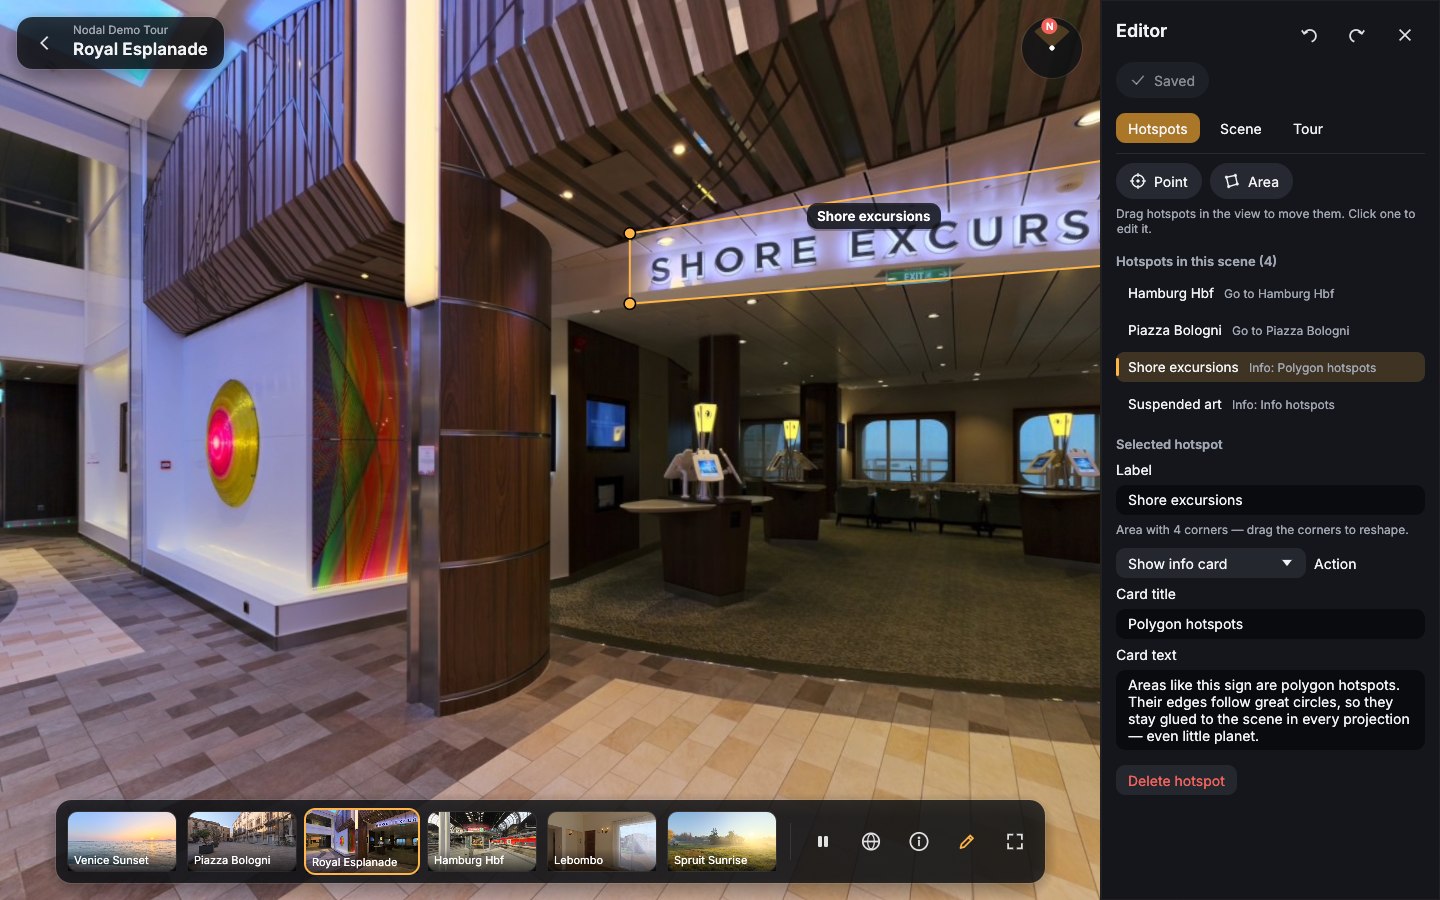 Nodal Demo Tour
Royal Esplanade
N
Shore excursions
SHORE EXCURS
EXIT
Venice Sunset
Piazza Bologni
Royal Esplanade
Hamburg Hbf
Lebombo
Spruit Sunrise
Editor
Saved
Hotspots
Scene
Tour
Point
Area
Drag hotspots in the view to move them. Click one to
edit it.
Hotspots in this scene (4)
Hamburg Hbf Go to Hamburg Hbf
Piazza Bologni Go to Piazza Bologni
Shore excursions Info: Polygon hotspots
Suspended art Info: Info hotspots
Selected hotspot
Label
Shore excursions
Area with 4 corners — drag the corners to reshape.
Show info card Action
Card title
Polygon hotspots
Card text
Areas like this sign are polygon hotspots.
Their edges follow great circles, so they
stay glued to the scene in every projection
— even little planet.
Delete hotspot